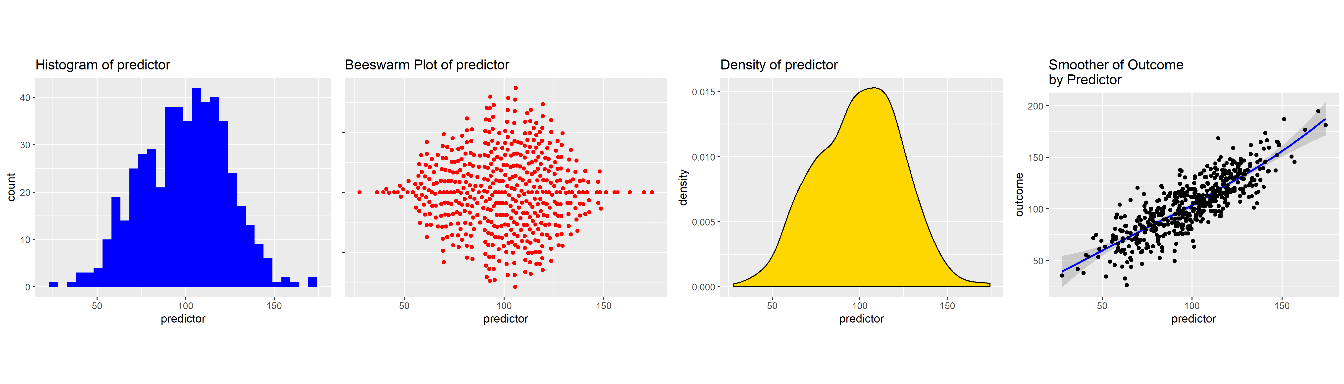 Histogram of predictor
40
30
20
10
0
count
50
100
150
predictor
Beeswarm Plot of predictor
50
100
150
predictor
Density of predictor
0.015
0.010
0.005
0.000
density
50
100
150
predictor
Smoother of Outcome
by Predictor
200
150
100
50
outcome
50
100
150
predictor